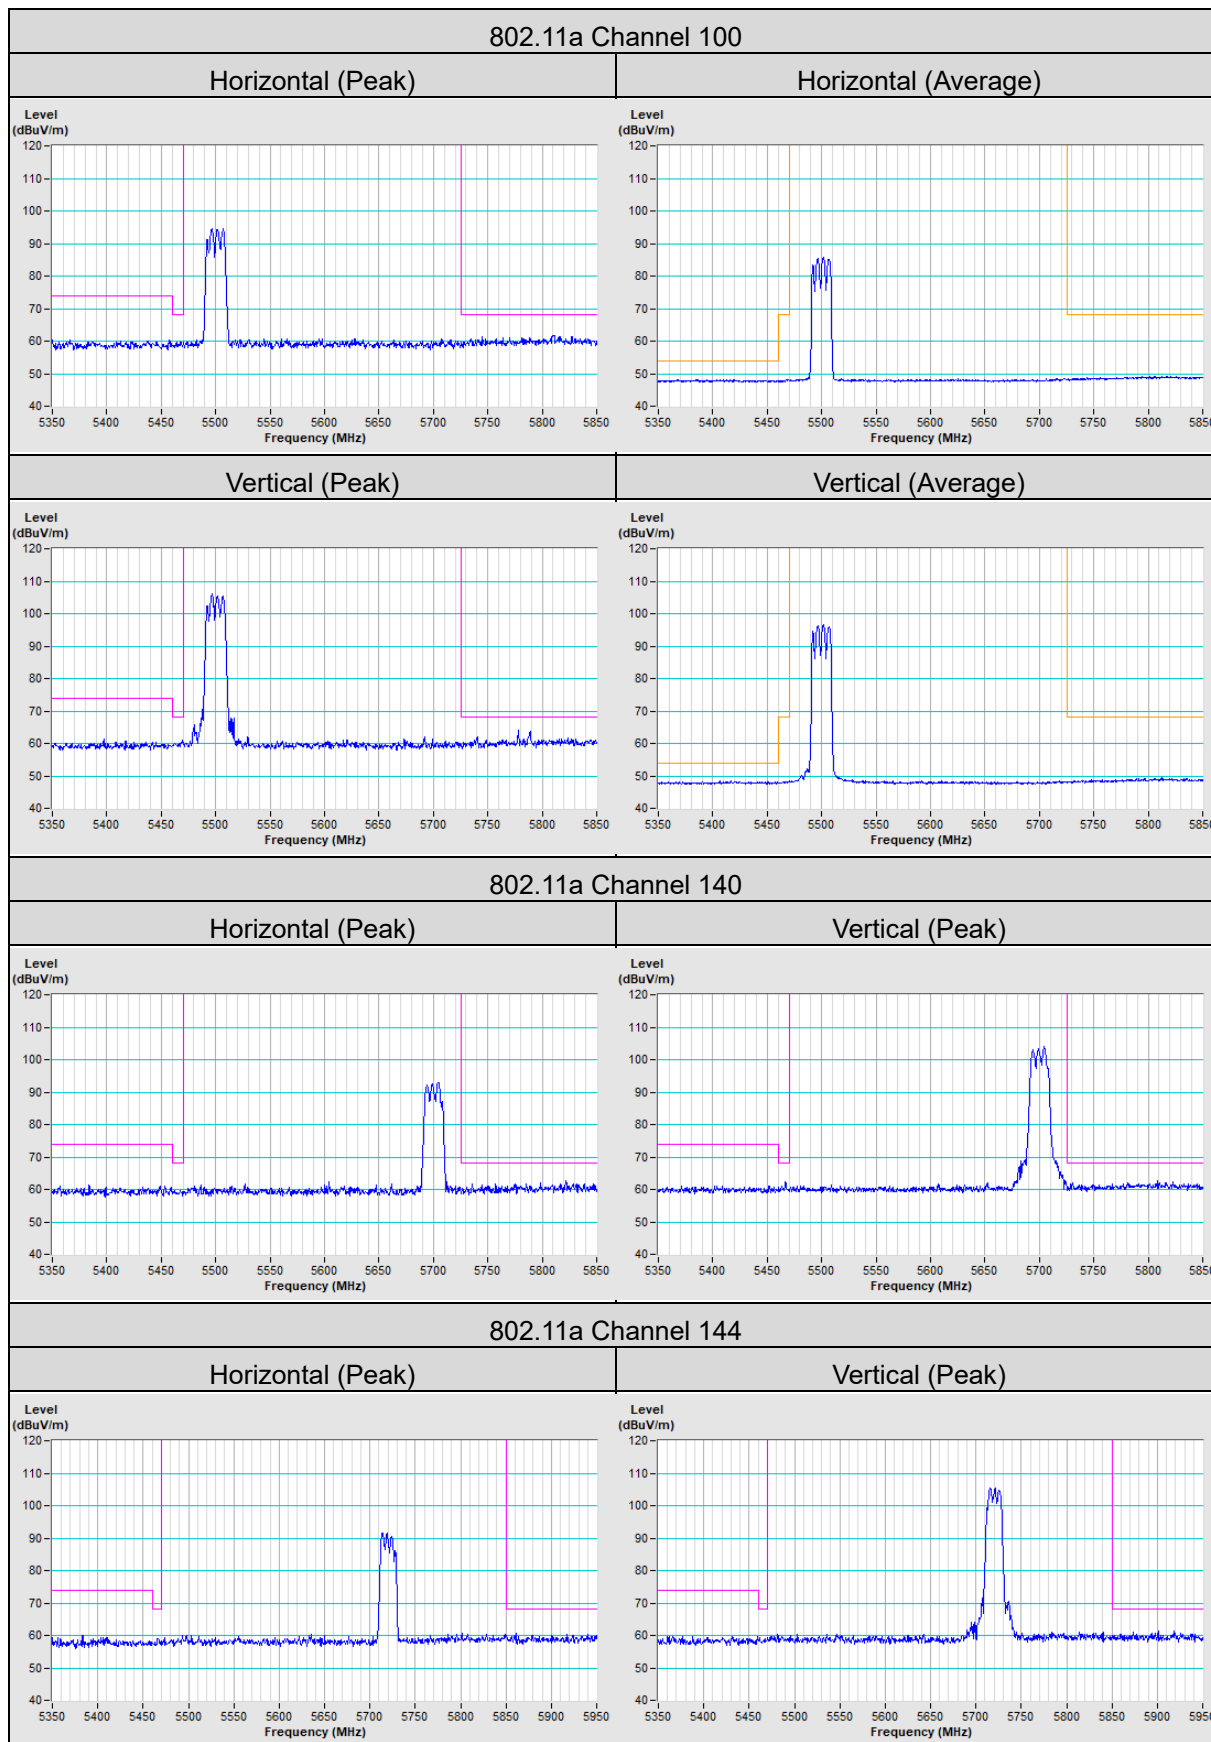 802.11a Channel 100
Horizontal (Peak)
Horizontal (Average)
Level
(dBuV/m)
120
110
100
90
80
70
60
50
40
5350 5400 5450 5500 5550 5600 5650 5700 5750 5800 5850
Frequency (MHz)
Level
(dBuV/m)
120
110
100
90
80
70
60
50
40
5350 5400 5450 5500 5550 5600 5650 5700 5750 5800 5850
Frequency (MHz)
Vertical (Peak)
Vertical (Average)
Level
(dBuV/m)
120
110
100
90
80
70
60
50
40
5350 5400 5450 5500 5550 5600 5650 5700 5750 5800 5850
Frequency (MHz)
Level
(dBuV/m)
120
110
100
90
80
70
60
50
40
5350 5400 5450 5500 5550 5600 5650 5700 5750 5800 5850
Frequency (MHz)
802.11a Channel 140
Horizontal (Peak)
Vertical (Peak)
Level
(dBuV/m)
120
110
100
90
80
70
60
50
40
5350 5400 5450 5500 5550 5600 5650 5700 5750 5800 5850
Frequency (MHz)
Level
(dBuV/m)
120
110
100
90
80
70
60
50
40
5350 5400 5450 5500 5550 5600 5650 5700 5750 5800 5850
Frequency (MHz)
802.11a Channel 144
Horizontal (Peak)
Vertical (Peak)
Level
(dBuV/m)
120
110
100
90
80
70
60
50
40
5350 5400 5450 5500 5550 5600 5650 5700 5750 5800 5850 5900 5950
Frequency (MHz)
Level
(dBuV/m)
120
110
100
90
80
70
60
50
40
5350 5400 5450 5500 5550 5600 5650 5700 5750 5800 5850 5900 5950
Frequency (MHz)